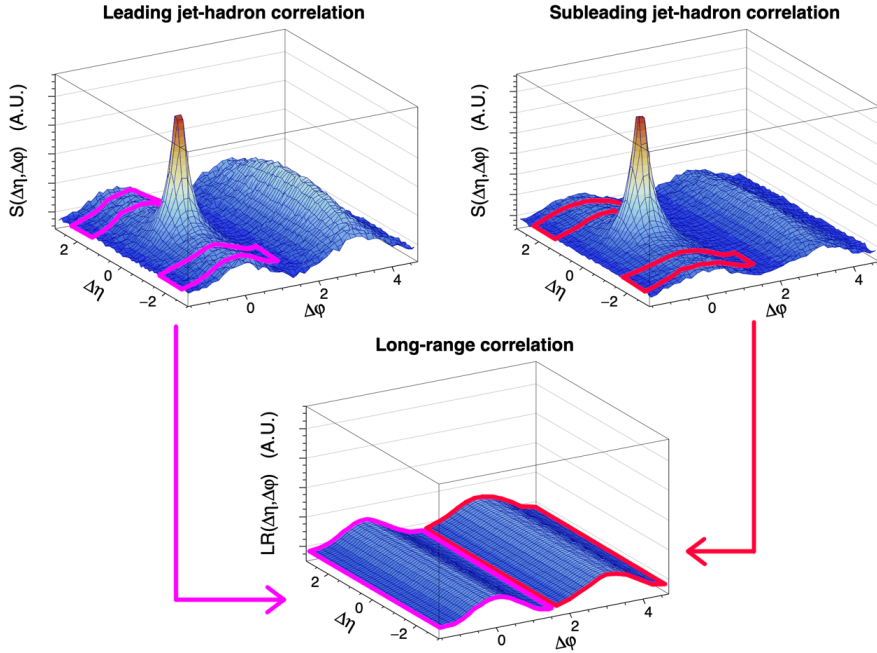 Leading jet-hadron correlation
S(Δη,Δφ) (A.U.)
2
0
−2
Δη
0
2
4
Δφ
Subleading jet-hadron correlation
S(Δη,Δφ) (A.U.)
2
0
−2
Δη
0
2
4
Δφ
Long-range correlation
LR(Δη,Δφ) (A.U.)
2
0
−2
Δη
0
2
4
Δφ